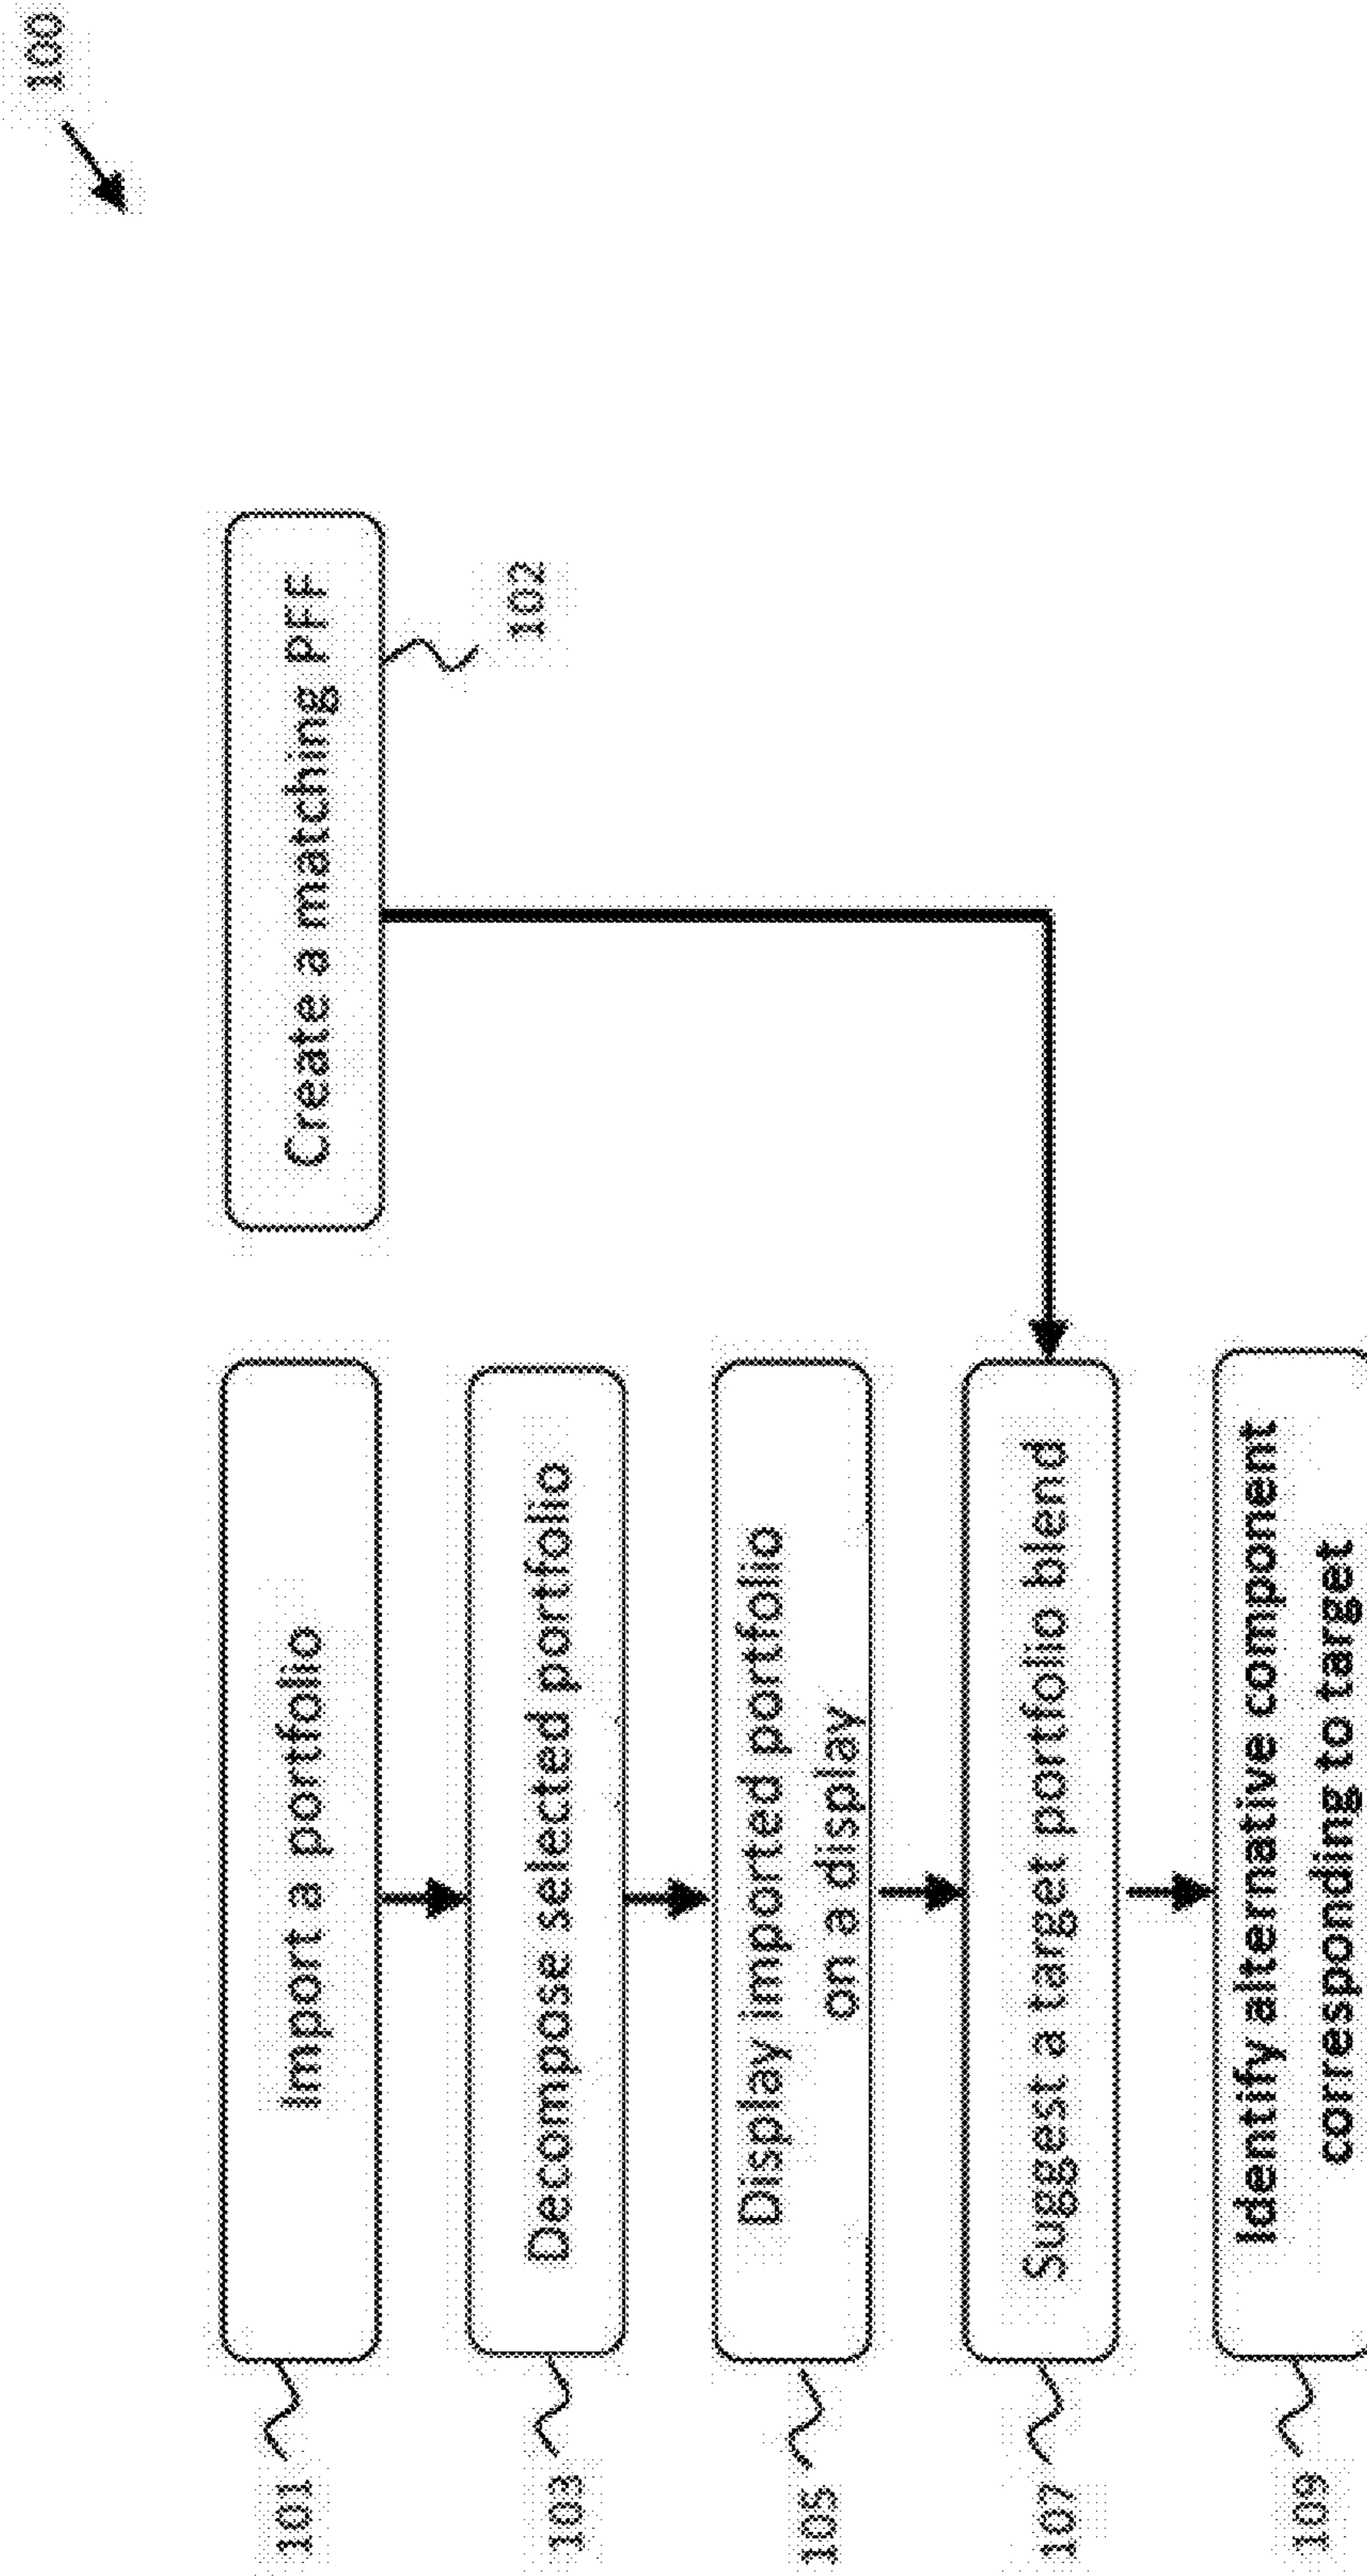 100
101
Import a portfolio
Create a matching PFF
102
103
Decompose selected portfolio
105
Display imported portfolio
on a display
107
Suggest a target portfolio blend
109
Identify alternative component
corresponding to target